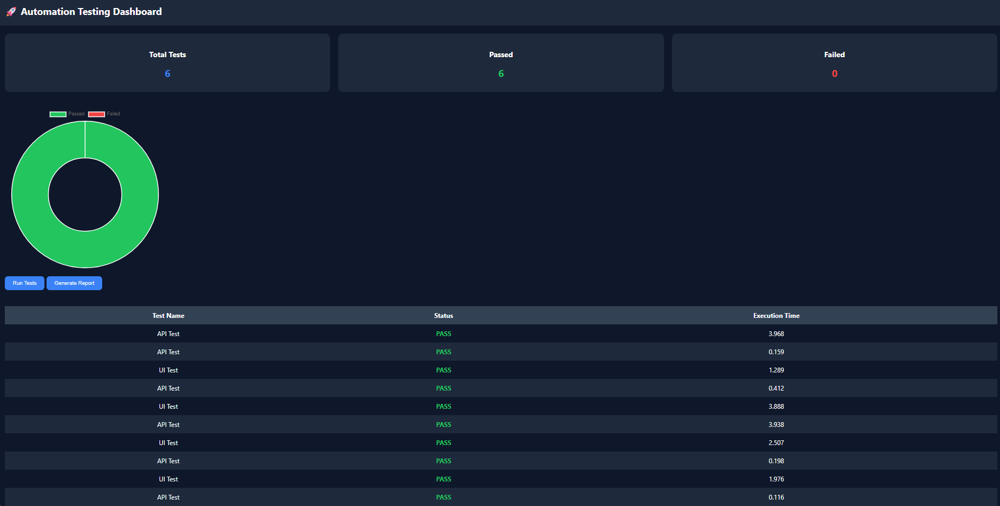 🚀 Automation Testing Dashboard
Total Tests
6
Passed
6
Failed
0
Passed Failed
Run Tests Generate Report
Test Name Status Execution Time
API Test PASS 3.968
API Test PASS 0.159
UI Test PASS 1.289
API Test PASS 0.412
UI Test PASS 3.888
API Test PASS 3.938
UI Test PASS 2.507
API Test PASS 0.198
UI Test PASS 1.976
API Test PASS 0.116